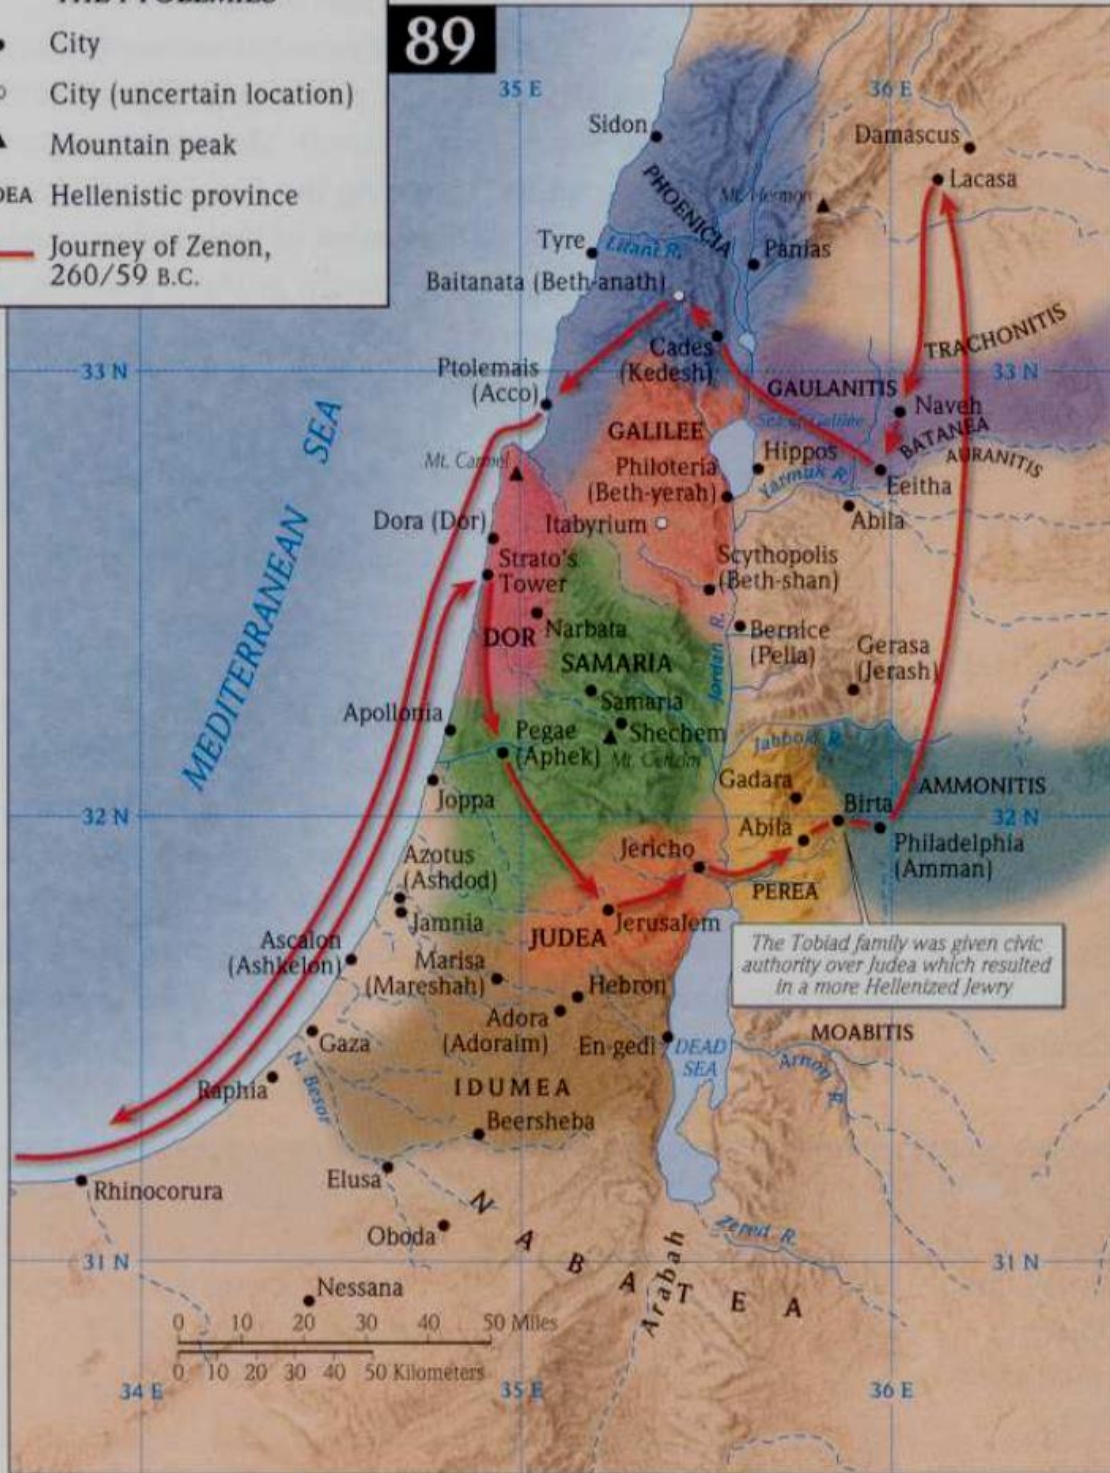 THE PTOLEMIES
City
City (uncertain location)
Mountain peak
DEA Hellenistic province
Journey of Zenon,
260/59 B.C.
89
35 E
36 E
Sidon
Damascus
Lacasa
PHOENICIA
Mt. Hermon
Tyre
Litani R.
Panias
Baitanata (Beth-anath)
TRACHONITIS
Cades
(Kedesh)
33 N
33 N
Ptolemais
(Acco)
GAULANITIS
Naveh
BATANEA
AURANITIS
Sea of Galilee
GALILEE
Hippos
Mt. Carmel
Philoteria
(Beth-yerah)
Yarmuk R.
Eeitha
Abila
MEDITERRANEAN SEA
Dora (Dor)
Itabyrium
Strato's
Tower
Scythopolis
(Beth-shan)
DOR
Narbata
Bernice
(Pella)
Jordan R.
Gerasa
(Jerash)
SAMARIA
Samaria
Apollonia
Pegae
(Aphek)
Shechem
Mt. Gerizim
Jabbok R.
Gadara
AMMONITIS
Joppa
Birta
32 N
32 N
Abila
Philadelphia
(Amman)
Jericho
PEREA
Azotus
(Ashdod)
Jamnia
Jerusalem
JUDEA
The Tobiad family was given civic
authority over Judea which resulted
in a more Hellenized Jewry
Ascalon
(Ashkelon)
Marisa
(Mareshah)
Hebron
Adora
(Adoraim)
En-gedi
DEAD
SEA
MOABITIS
Arnon R.
Gaza
N. Besor
Raphia
IDUMEA
Beersheba
Rhinocorura
Elusa
NABATEA
Oboda
Zered R.
Arabah
31 N
31 N
Nessana
0 10 20 30 40 50 Miles
0 10 20 30 40 50 Kilometers
34 E
35 E
36 E